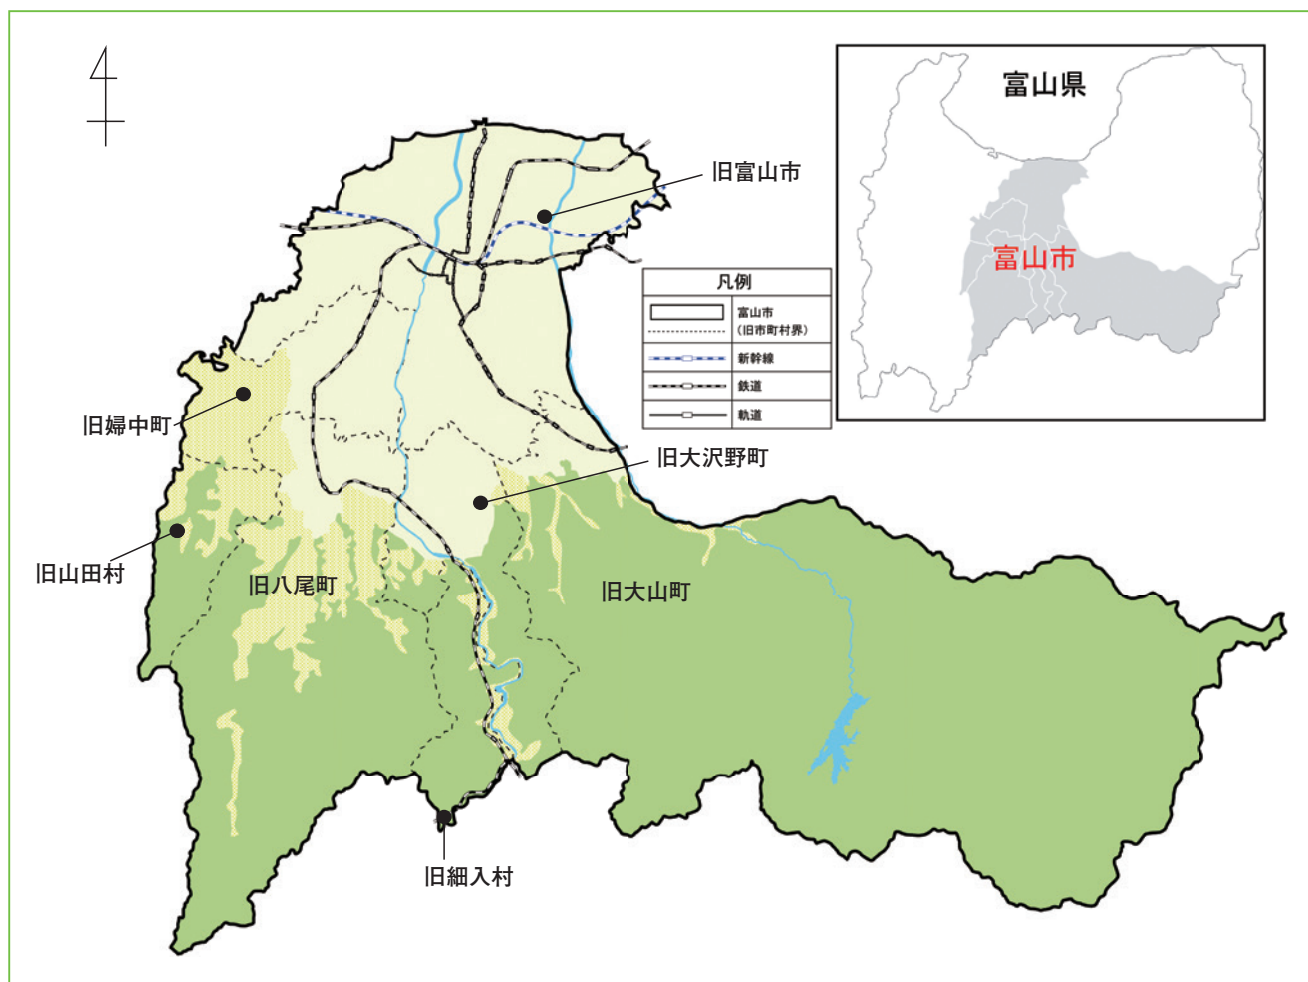 富山県
富山市
旧富山市
凡例
富山市
(旧市町村界)
新幹線
鉄道
軌道
旧婦中町
旧大沢野町
旧山田村
旧八尾町
旧大山町
旧細入村